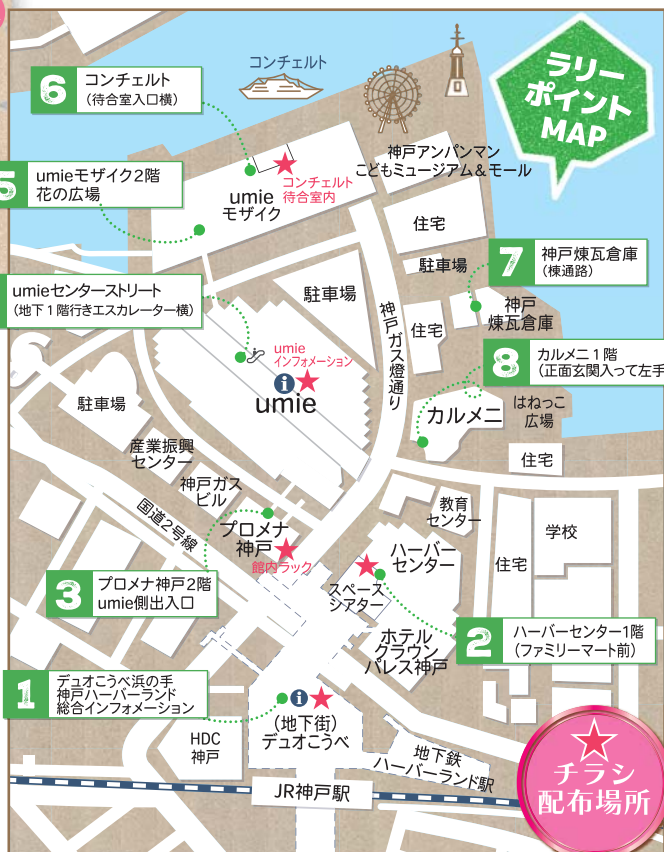 ラリー
ポイント
MAP
コンチェルト
6
コンチェルト
(待合室入口横)
神戸アンパンマン
こどもミュージアム&モール
コンチェルト
待合室内
umie
モザイク
5
umieモザイク2階
花の広場
住宅
駐車場
7
神戸煉瓦倉庫
(棟通路)
神戸
煉瓦倉庫
umieセンターストリート
(地下1階行きエスカレーター横)
駐車場
神戸ガス燈通り
住宅
umie
インフォメーション
i
umie
8
カルメニ1階
(正面玄関入って左手
カルメニ
はねっこ
広場
駐車場
産業振興
センター
神戸ガス
ビル
国道2号線
住宅
プロメナ
神戸
館内ラック
教育
センター
学校
住宅
ハーバー
センター
スペース
シアター
3
プロメナ神戸2階
umie側出入口
2
ハーバーセンター1階
(ファミリーマート前)
ホテル
クラウン
パレス神戸
1
デュオこうべ浜の手
神戸ハーバーランド
総合インフォメーション
i
(地下街)
デュオこうべ
HDC
神戸
地下鉄
ハーバーランド駅
JR神戸駅
チラシ
配布場所